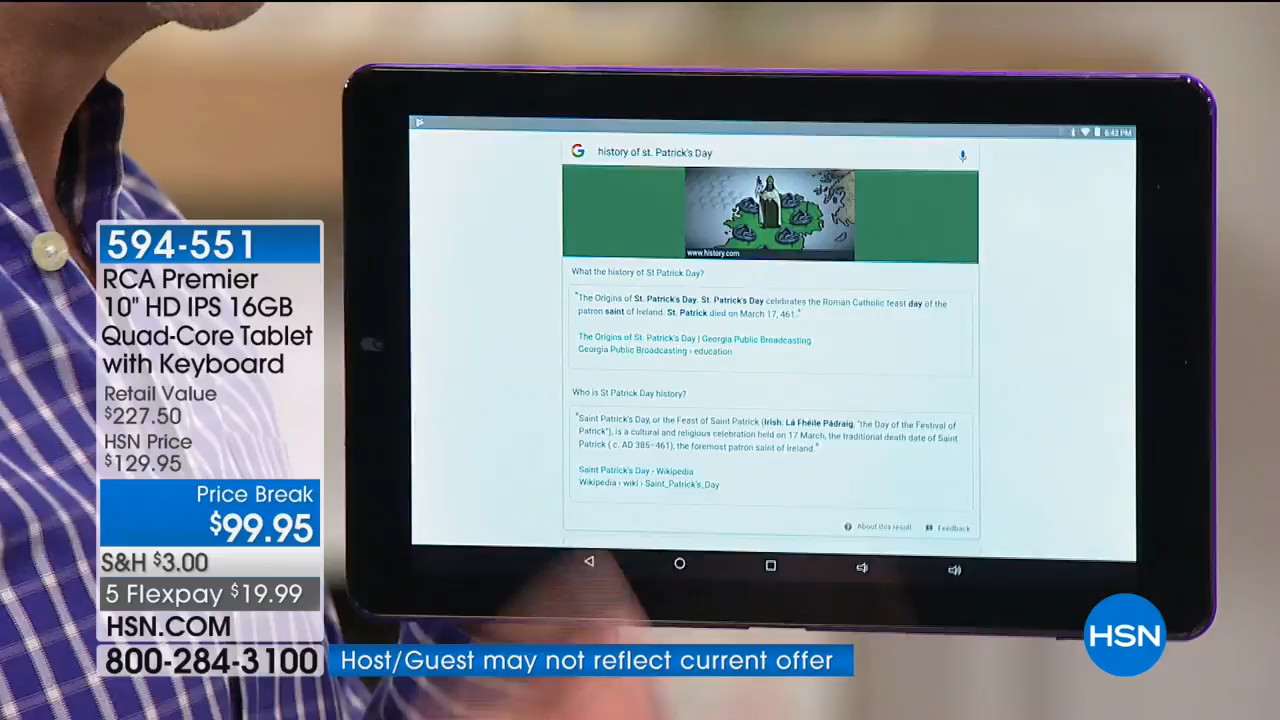 594-551
RCA Premier
10" HD IPS 16GB
Quad-Core Tablet
with Keyboard
Retail Value
$227.50
HSN Price
$129.95
Price Break
$99.95
S&H $3.00
5 Flexpay $19.99
HSN.COM
800-284-3100
Host/Guest may not reflect current offer
HSN
6:42 PM
G history of st. Patrick's Day
www.history.com
What the history of St Patrick Day?
"The Origins of St. Patrick's Day. St. Patrick's Day celebrates the Roman Catholic feast day of the
patron saint of Ireland. St. Patrick died on March 17, 461."
The Origins of St. Patrick's Day | Georgia Public Broadcasting
Georgia Public Broadcasting › education
Who is St Patrick Day history?
"Saint Patrick's Day, or the Feast of Saint Patrick (Irish: Lá Fhéile Pádraig, "the Day of the Festival of
Patrick"), is a cultural and religious celebration held on 17 March, the traditional death date of Saint
Patrick ( c. AD 385–461), the foremost patron saint of Ireland."
Saint Patrick's Day - Wikipedia
Wikipedia › wiki › Saint_Patrick's_Day
About this result
Feedback